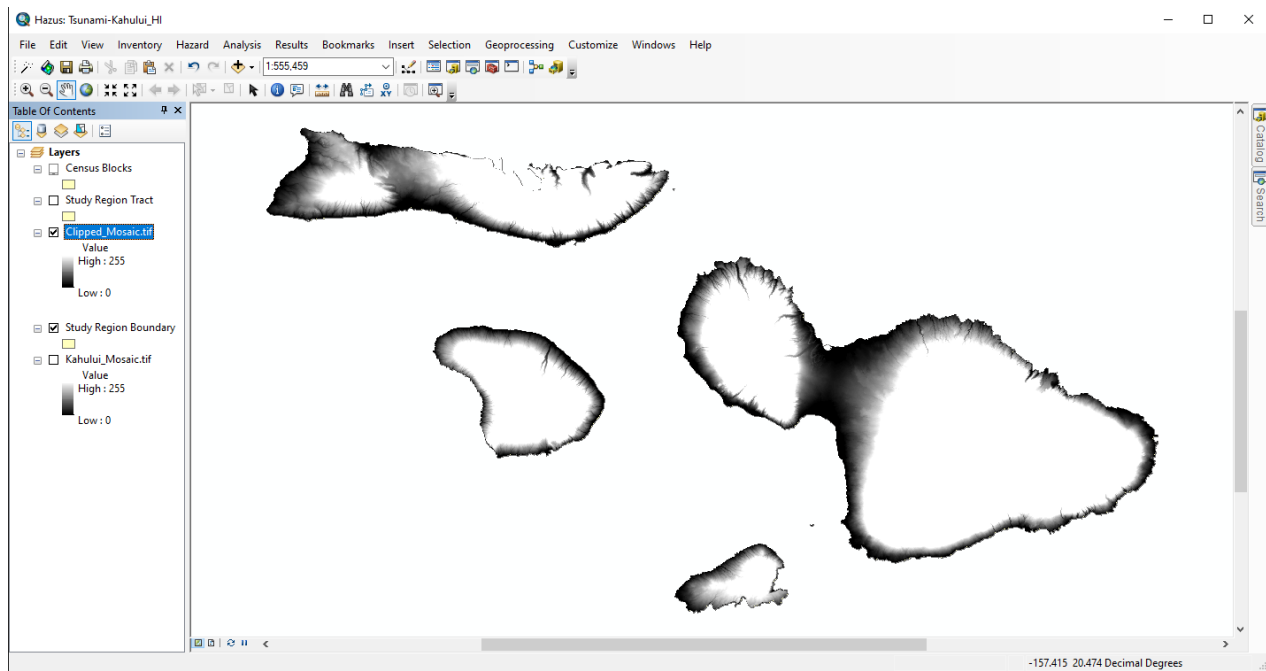 Hazus: Tsunami-Kahului_HI
File Edit View Inventory Hazard Analysis Results Bookmarks Insert Selection Geoprocessing Customize Windows Help
1:555,459
Table Of Contents
Layers
Census Blocks
Study Region Tract
Clipped_Mosaic.tif
Value
High : 255
Low : 0
Study Region Boundary
Kahului_Mosaic.tif
Value
High : 255
Low : 0
Catalog
Search
-157.415 20.474 Decimal Degrees